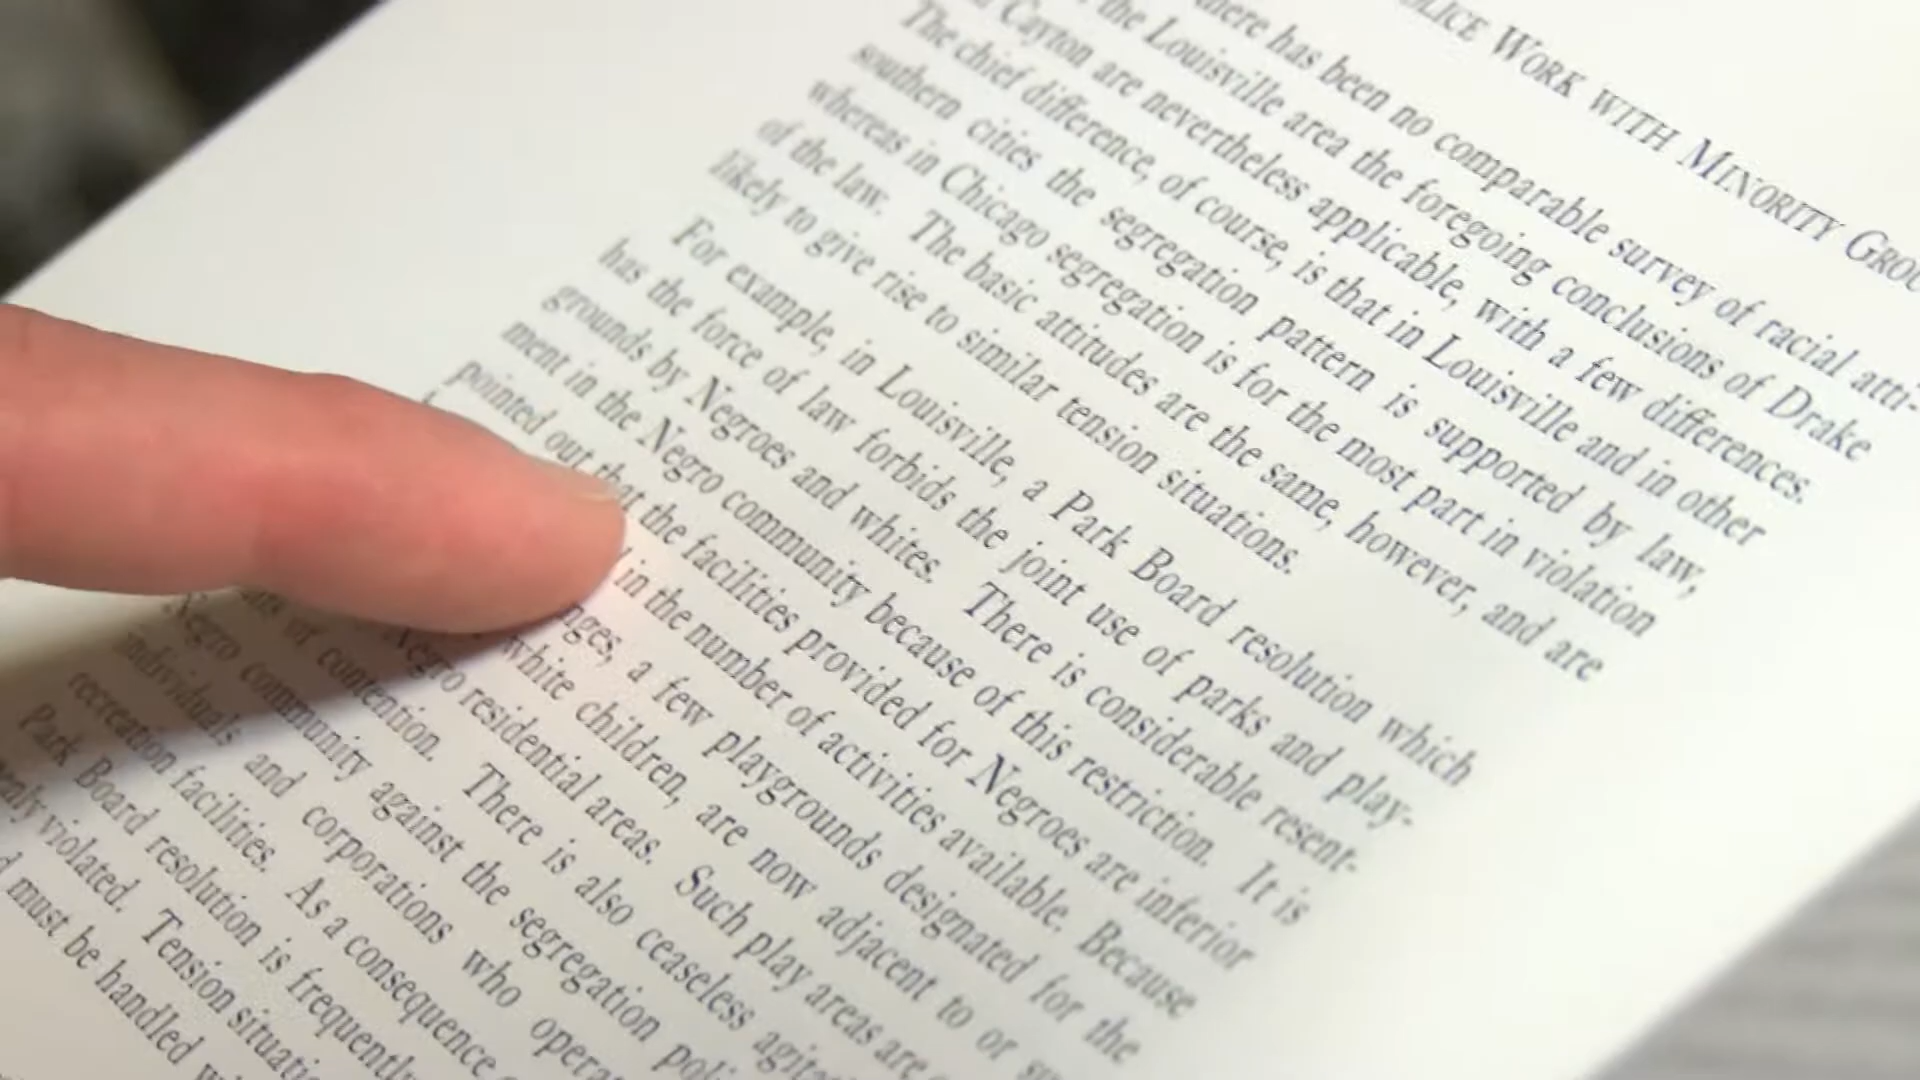 POLICE WORK WITH MINORITY GROU
there has been no comparable survey of racial atti-
the Louisville area the foregoing conclusions of Drake
Cayton are nevertheless applicable, with a few differences.
The chief difference, of course, is that in Louisville and in other
southern cities the segregation pattern is supported by law,
whereas in Chicago segregation is for the most part in violation
of the law. The basic attitudes are the same, however, and are
likely to give rise to similar tension situations.
For example, in Louisville, a Park Board resolution which
has the force of law forbids the joint use of parks and play-
grounds by Negroes and whites. There is considerable resent-
ment in the Negro community because of this restriction. It is
pointed out that the facilities provided for Negroes are inferior
in the number of activities available. Because
nges, a few playgrounds designated for the
white children, are now adjacent to or
Negro residential areas. Such play areas are
of contention. There is also ceaseless
Negro community against the segregation
individuals and corporations who
recreation facilities. As a consequence
Park Board resolution is frequently
violated. Tension
must be handled